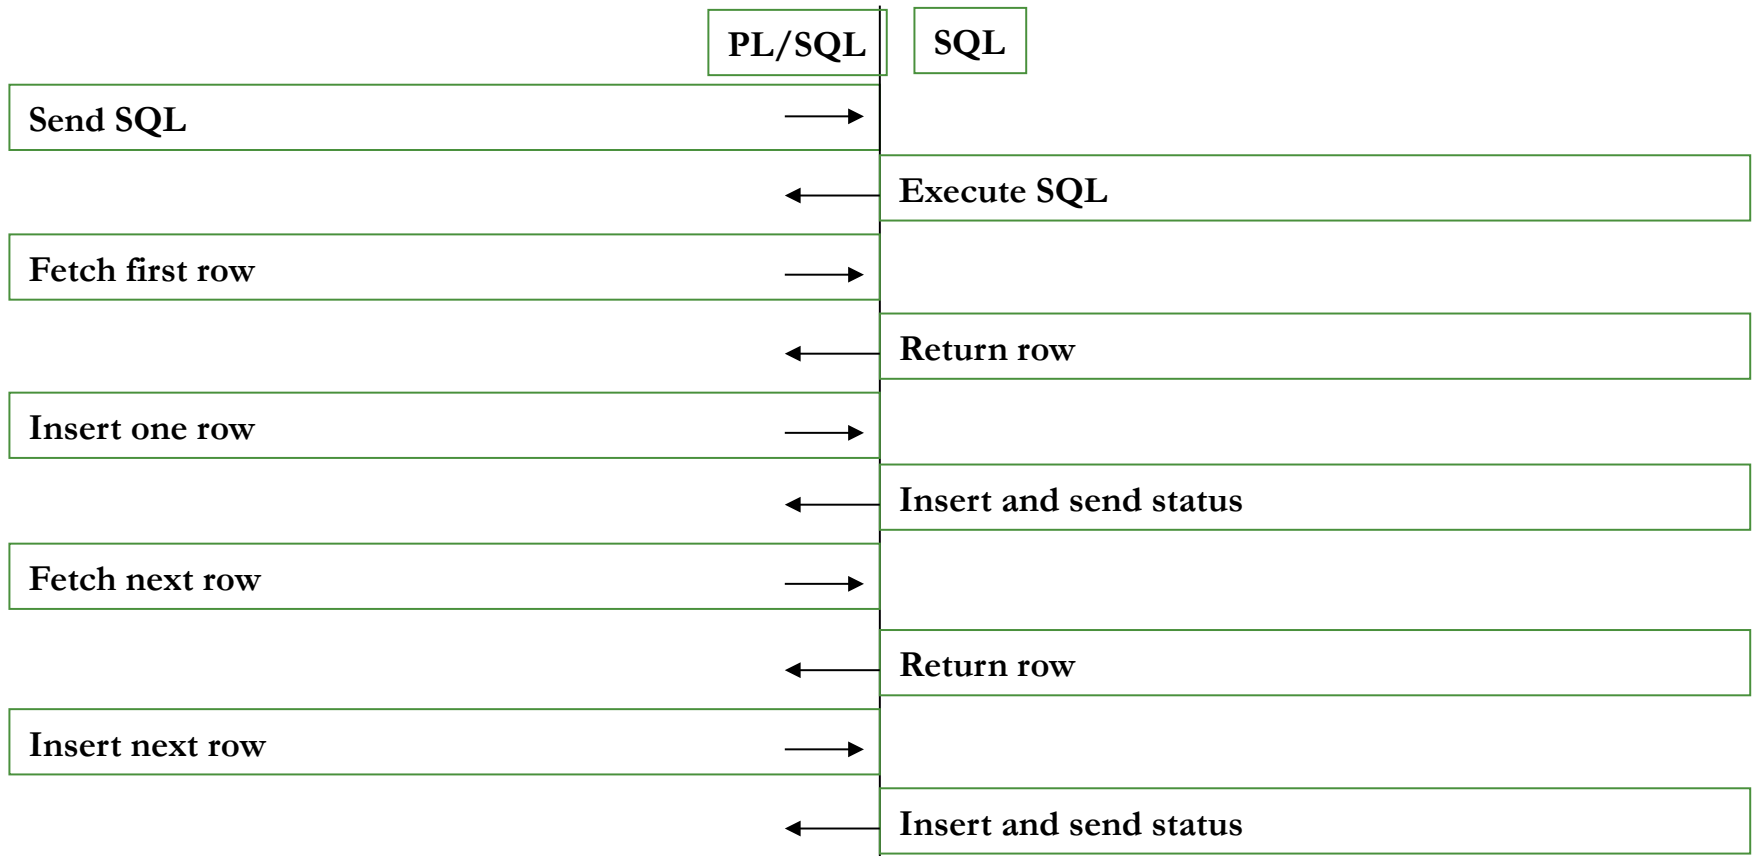 PL/SQL
SQL
Send SQL
Execute SQL
Fetch first row
Return row
Insert one row
Insert and send status
Fetch next row
Return row
Insert next row
Insert and send status